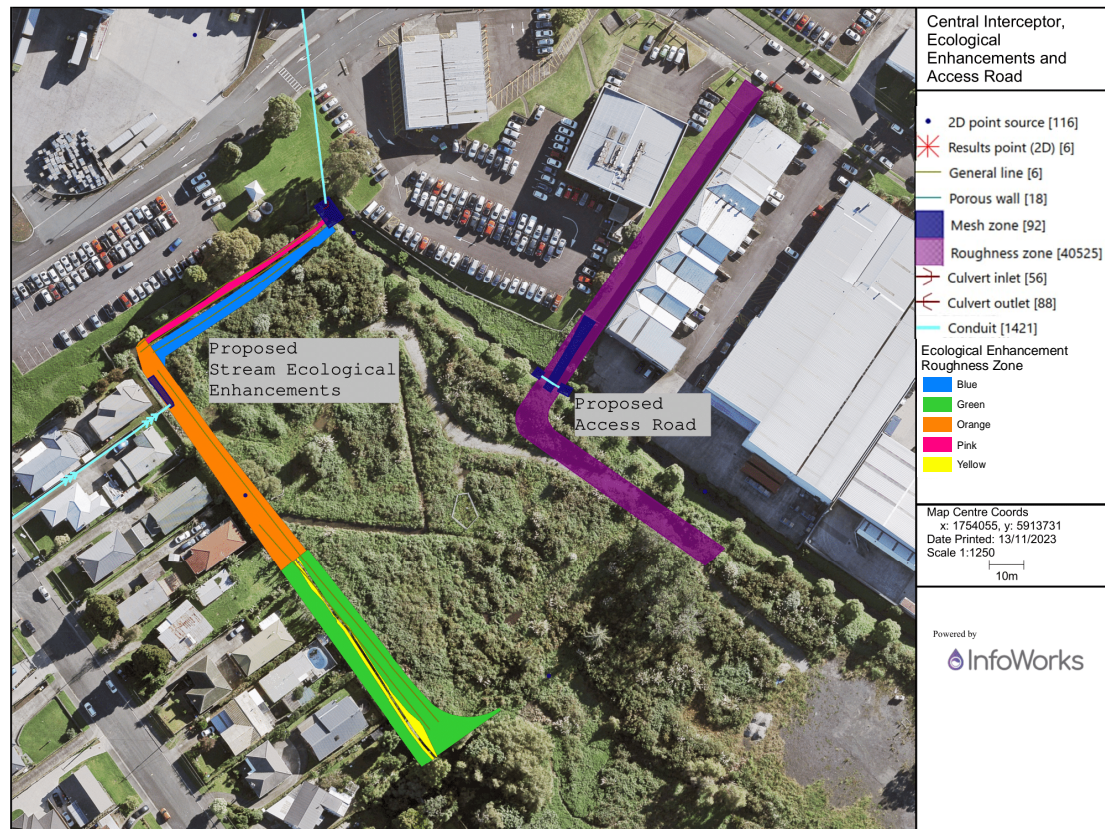 Central Interceptor,
Ecological
Enhancements and
Access Road
2D point source [116]
Results point (2D) [6]
General line [6]
Porous wall [18]
Mesh zone [92]
Roughness zone [40525]
Culvert inlet [56]
Culvert outlet [88]
Conduit [1421]
Ecological Enhancement
Roughness Zone
Blue
Green
Orange
Pink
Yellow
Map Centre Coords
x: 1754055, y: 5913731
Date Printed: 13/11/2023
Scale 1:1250
10m
Powered by
InfoWorks
Proposed
Stream Ecological
Enhancements
Proposed
Access Road